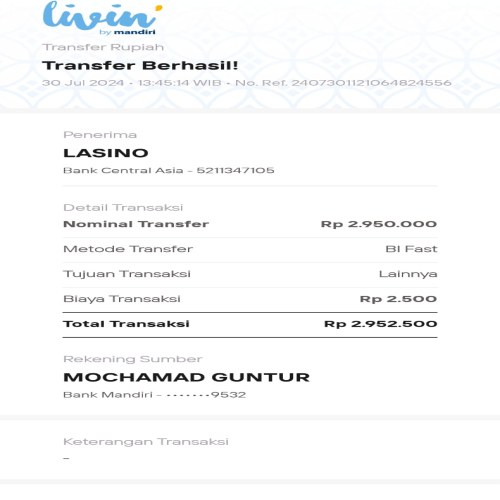 livin'
by mandiri
Transfer Rupiah
Transfer Berhasil!
30 Jul 2024 - 13:45:14 WIB - No. Ref. 2407301121064824556
Penerima
LASINO
Bank Central Asia - 5211347105
Detail Transaksi
Nominal Transfer Rp 2.950.000
Metode Transfer BI Fast
Tujuan Transaksi Lainnya
Biaya Transaksi Rp 2.500
Total Transaksi Rp 2.952.500
Rekening Sumber
MOCHAMAD GUNTUR
Bank Mandiri - •••••••9532
Keterangan Transaksi
-